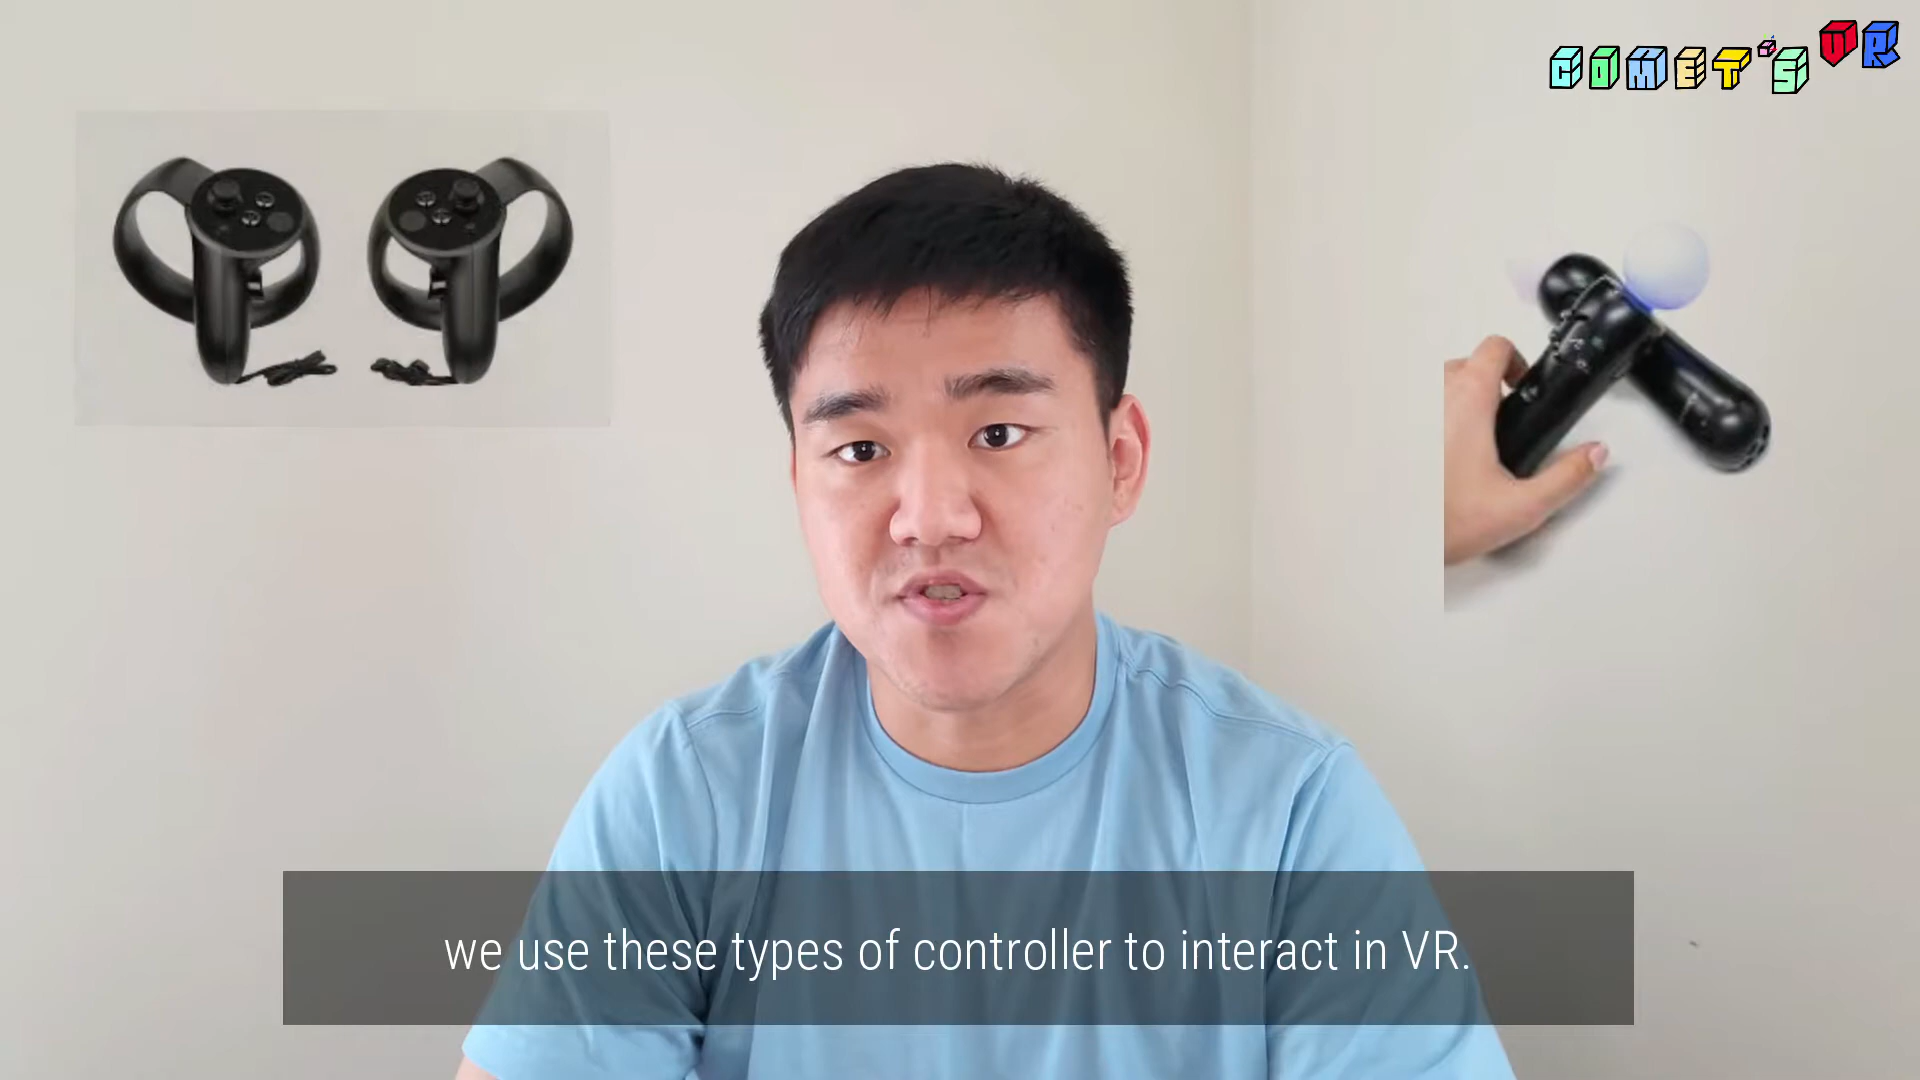 COMET'S VR
we use these types of controller to interact in VR.